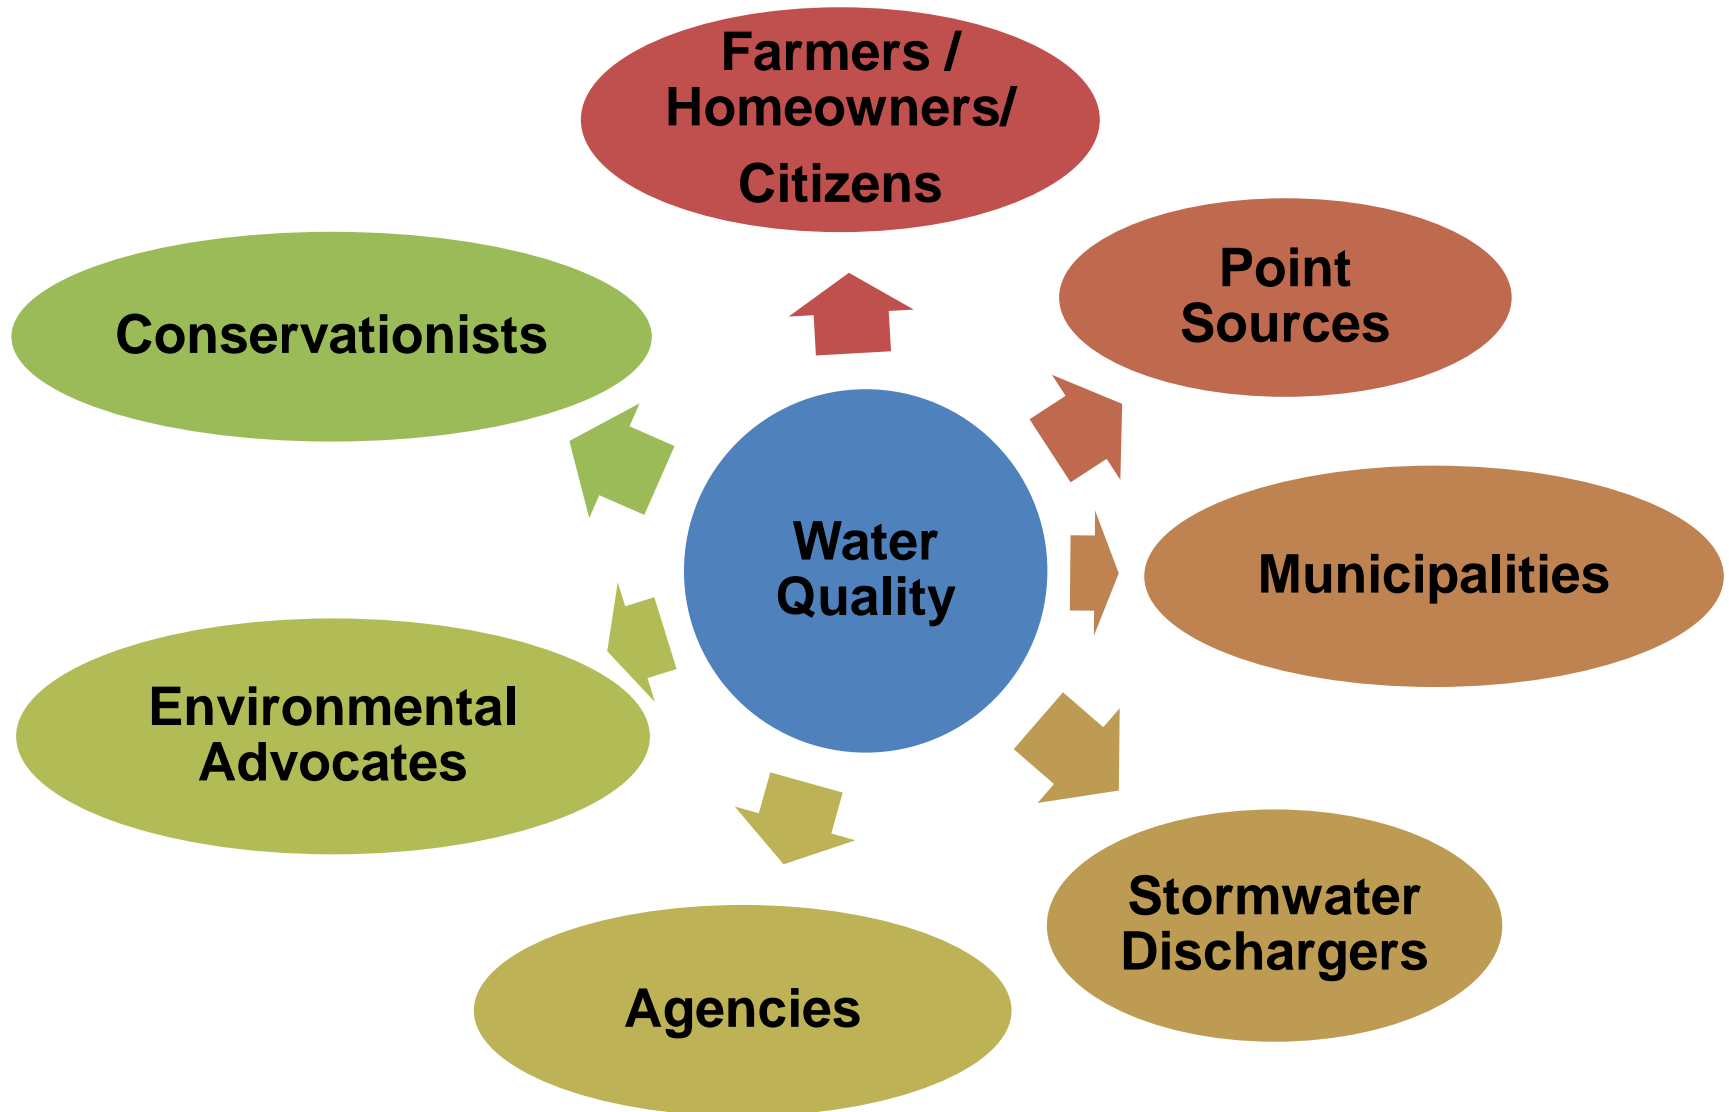 Farmers /
Homeowners/
Citizens
Point
Sources
Conservationists
Water
Quality
Municipalities
Environmental
Advocates
Stormwater
Dischargers
Agencies